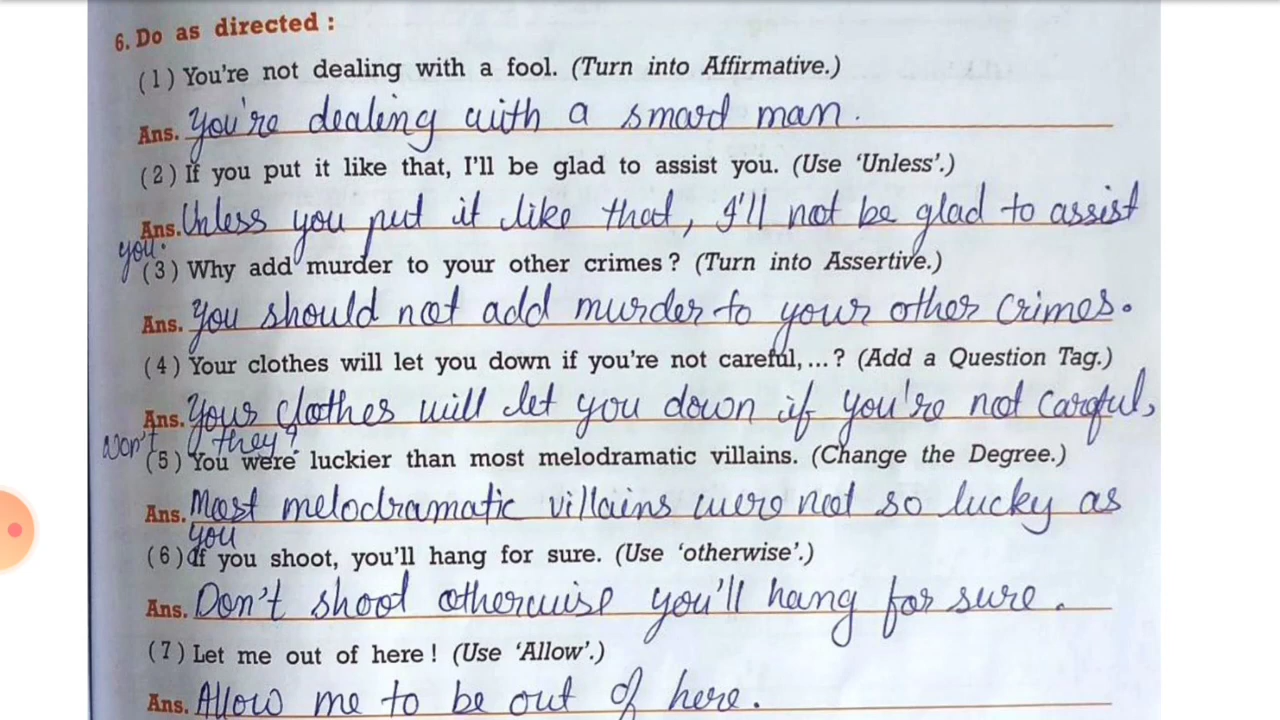 6. Do as directed :
(1) You're not dealing with a fool. (Turn into Affirmative.)
Ans. You're dealing with a smart man.
(2) If you put it like that, I'll be glad to assist you. (Use 'Unless'.)
Ans. Unless you put it like that, I'll not be glad to assist
you.
(3) Why add murder to your other crimes? (Turn into Assertive.)
Ans. You should not add murder to your other crimes.
(4) Your clothes will let you down if you're not careful, ...? (Add a Question Tag.)
Ans. Your clothes will let you down if you're not careful,
won't they?
(5) You were luckier than most melodramatic villains. (Change the Degree.)
Ans. Most melodramatic villains were not so lucky as
you
(6) If you shoot, you'll hang for sure. (Use 'otherwise'.)
Ans. Don't shoot otherwise you'll hang for sure.
(7) Let me out of here! (Use 'Allow'.)
Ans. Allow me to be out of here.